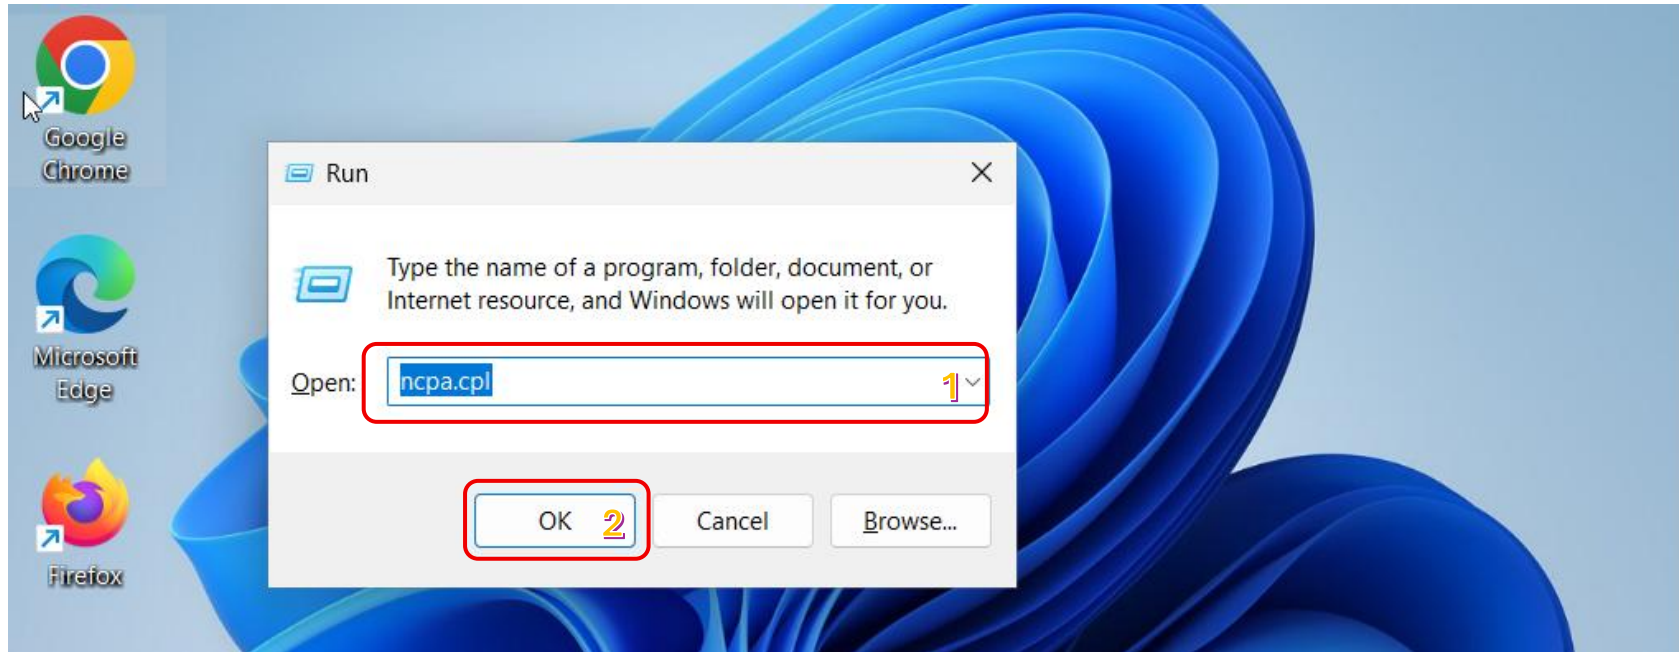 Google
Chrome
Microsoft
Edge
Firefox
Run
Type the name of a program, folder, document, or
Internet resource, and Windows will open it for you.
Open: ncpa.cpl 1
OK 2 Cancel Browse...